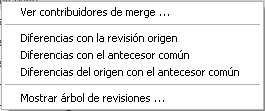 Ver contribuidores de merge ...
Diferencias con la revisión origen
Diferencias con el antecesor común
Diferencias del origen con el antecesor común
Mostrar árbol de revisiones ...